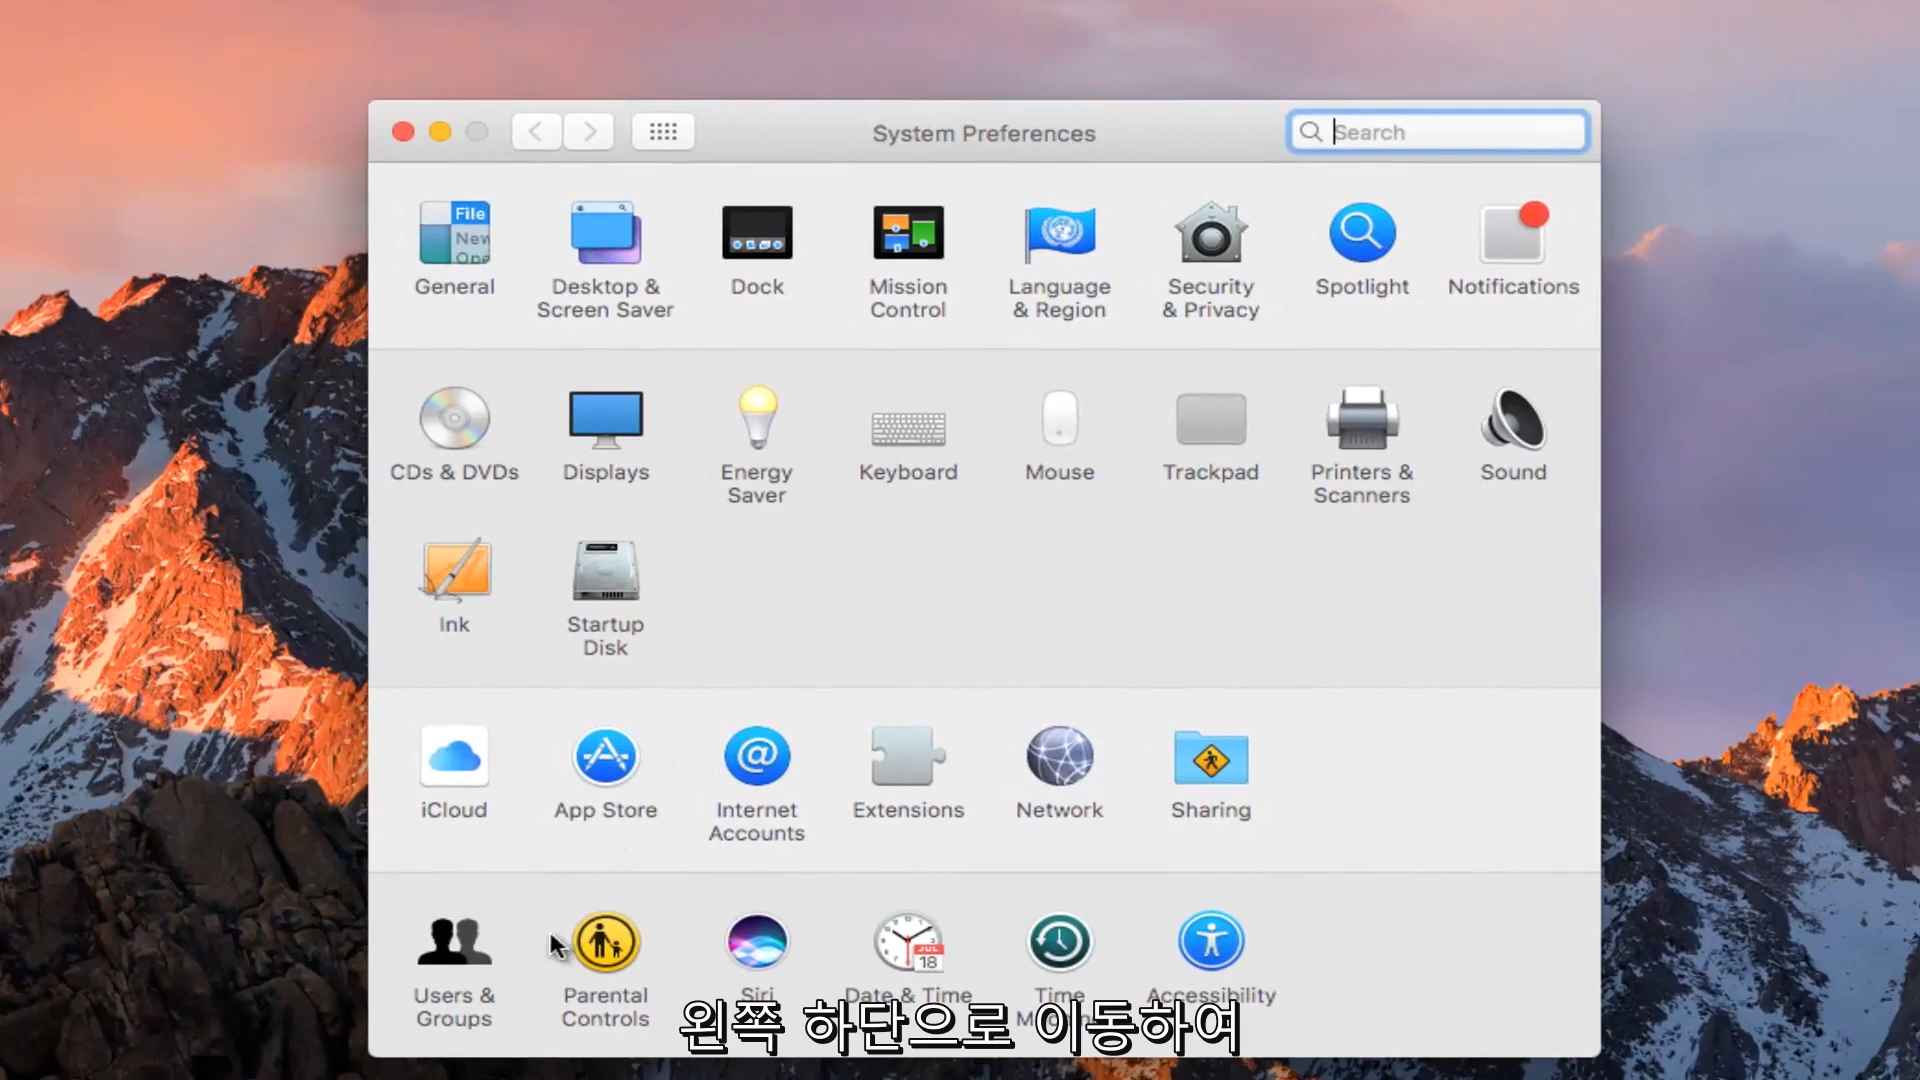 System Preferences
Search
File
New
Ope
General
Desktop &
Screen Saver
Dock
Mission
Control
Language
& Region
Security
& Privacy
Spotlight
Notifications
CDs & DVDs
Displays
Energy
Saver
Keyboard
Mouse
Trackpad
Printers &
Scanners
Sound
Ink
Startup
Disk
iCloud
App Store
Internet
Accounts
Extensions
Network
Sharing
JUL
18
Users &
Groups
Parental
Controls
Siri
Date & Time
Time
Accessibility
왼쪽 하단으로 이동하여